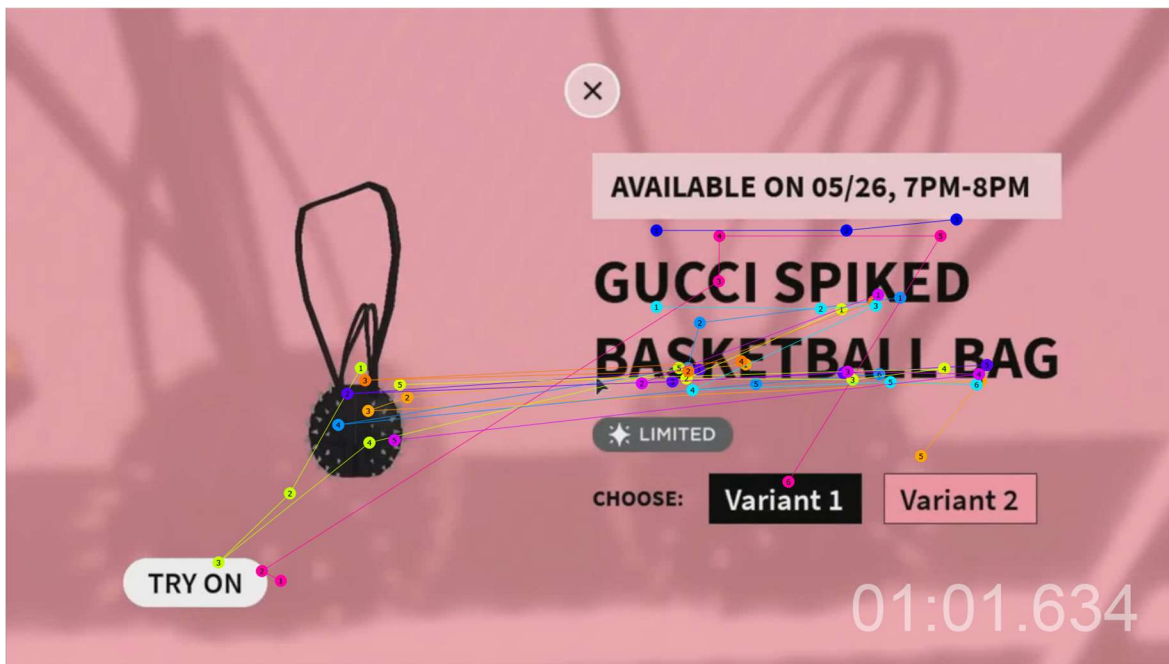 AVAILABLE ON 05/26, 7PM-8PM
GUCCI SPIKED
BASKETBALL BAG
LIMITED
CHOOSE: Variant 1 Variant 2
TRY ON
01:01.634